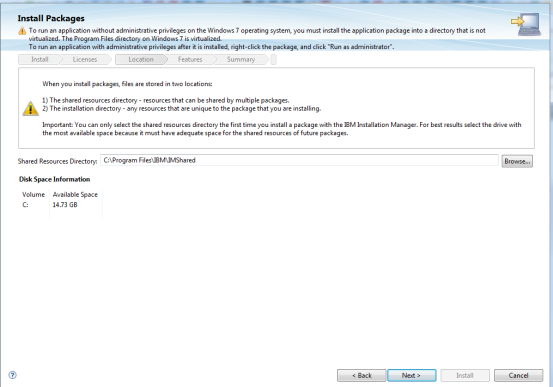 Install Packages
To run an application without administrative privileges on the Windows 7 operating system, you must install the application package into a directory that is not
virtualized. The Program Files directory on Windows 7 is virtualized.
To run an application with administrative privileges after it is installed, right-click the package, and click "Run as administrator".
Install Licenses Location Features Summary
When you install packages, files are stored in two locations:
1) The shared resources directory - resources that can be shared by multiple packages.
2) The installation directory - any resources that are unique to the package that you are installing.
Important: You can only select the shared resources directory the first time you install a package with the IBM Installation Manager. For best results select the drive with
the most available space because it must have adequate space for the shared resources of future packages.
Shared Resources Directory: C:\Program Files\IBM\IMShared Browse...
Disk Space Information
Volume Available Space
C: 14.73 GB
? < Back Next > Install Cancel